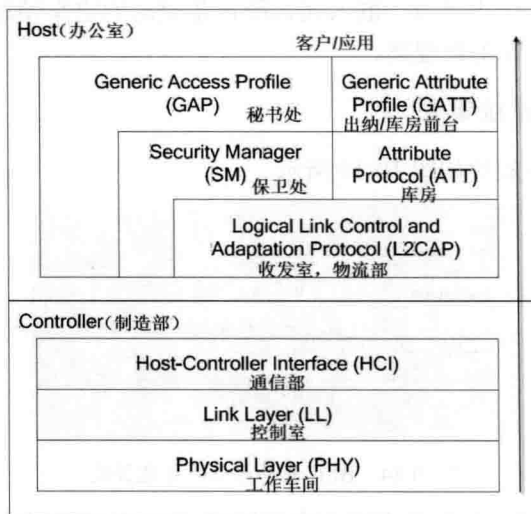 Host(办公室)
客户/应用
Generic Access Profile
(GAP)
秘书处
Generic Attribute
Profile (GATT)
出纳/库房前台
Security Manager
(SM)
保卫处
Attribute
Protocol (ATT)
库房
Logical Link Control and
Adaptation Protocol (L2CAP)
收发室，物流部
Controller(制造部)
Host-Controller Interface (HCI)
通信部
Link Layer (LL)
控制室
Physical Layer (PHY)
工作车间